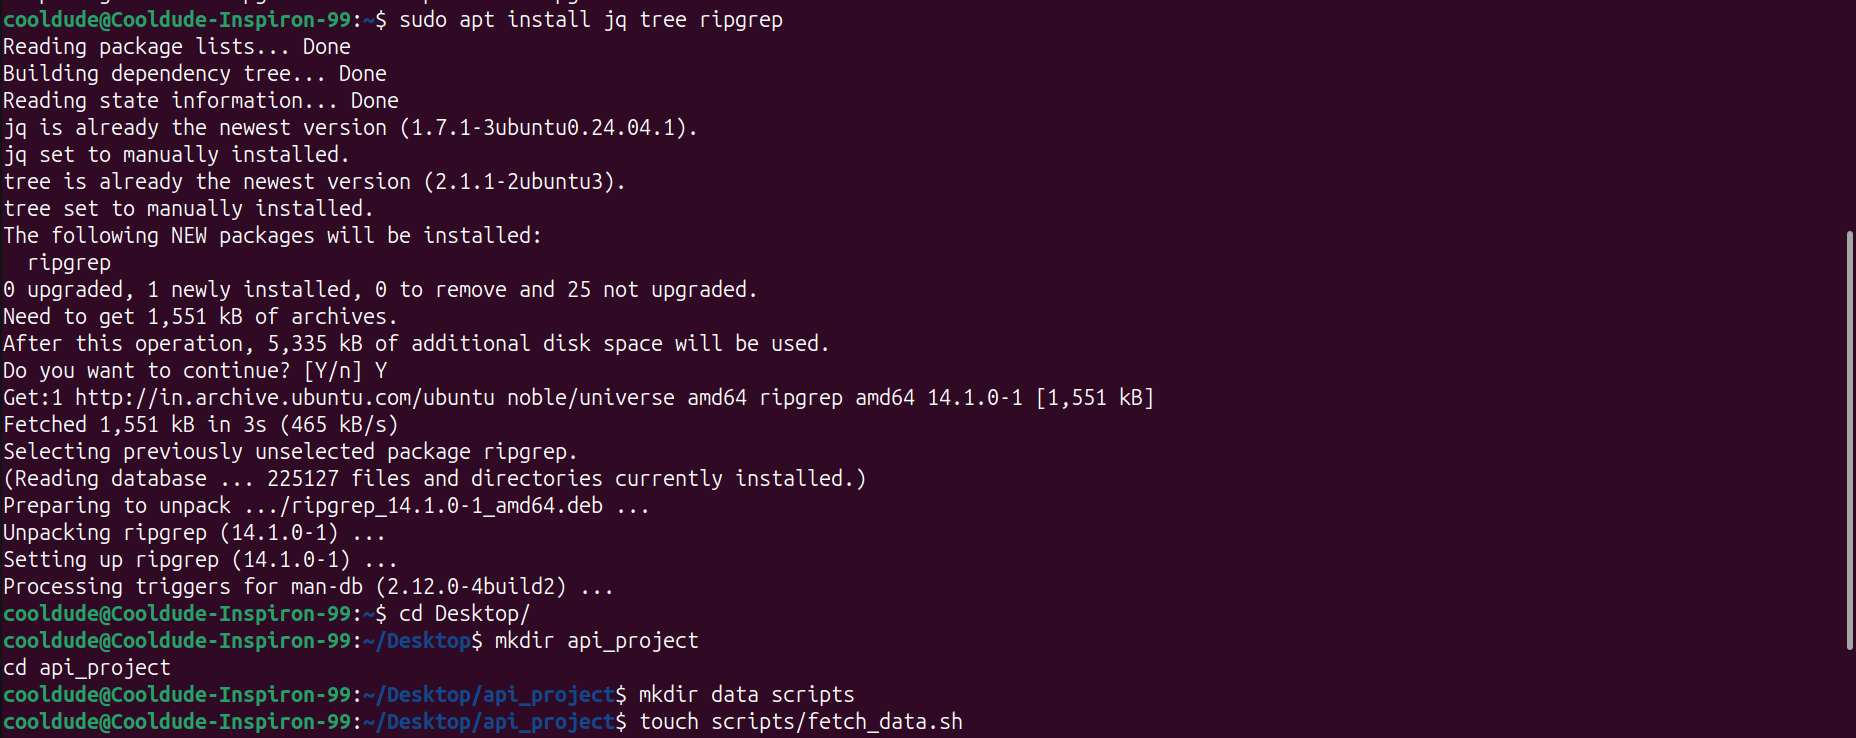 cooldude@Cooldude-Inspiron-99:~$ sudo apt install jq tree ripgrep
Reading package lists... Done
Building dependency tree... Done
Reading state information... Done
jq is already the newest version (1.7.1-3ubuntu0.24.04.1).
jq set to manually installed.
tree is already the newest version (2.1.1-2ubuntu3).
tree set to manually installed.
The following NEW packages will be installed:
  ripgrep
0 upgraded, 1 newly installed, 0 to remove and 25 not upgraded.
Need to get 1,551 kB of archives.
After this operation, 5,335 kB of additional disk space will be used.
Do you want to continue? [Y/n] Y
Get:1 http://in.archive.ubuntu.com/ubuntu noble/universe amd64 ripgrep amd64 14.1.0-1 [1,551 kB]
Fetched 1,551 kB in 3s (465 kB/s)
Selecting previously unselected package ripgrep.
(Reading database ... 225127 files and directories currently installed.)
Preparing to unpack .../ripgrep_14.1.0-1_amd64.deb ...
Unpacking ripgrep (14.1.0-1) ...
Setting up ripgrep (14.1.0-1) ...
Processing triggers for man-db (2.12.0-4build2) ...
cooldude@Cooldude-Inspiron-99:~$ cd Desktop/
cooldude@Cooldude-Inspiron-99:~/Desktop$ mkdir api_project
cd api_project
cooldude@Cooldude-Inspiron-99:~/Desktop/api_project$ mkdir data scripts
cooldude@Cooldude-Inspiron-99:~/Desktop/api_project$ touch scripts/fetch_data.sh